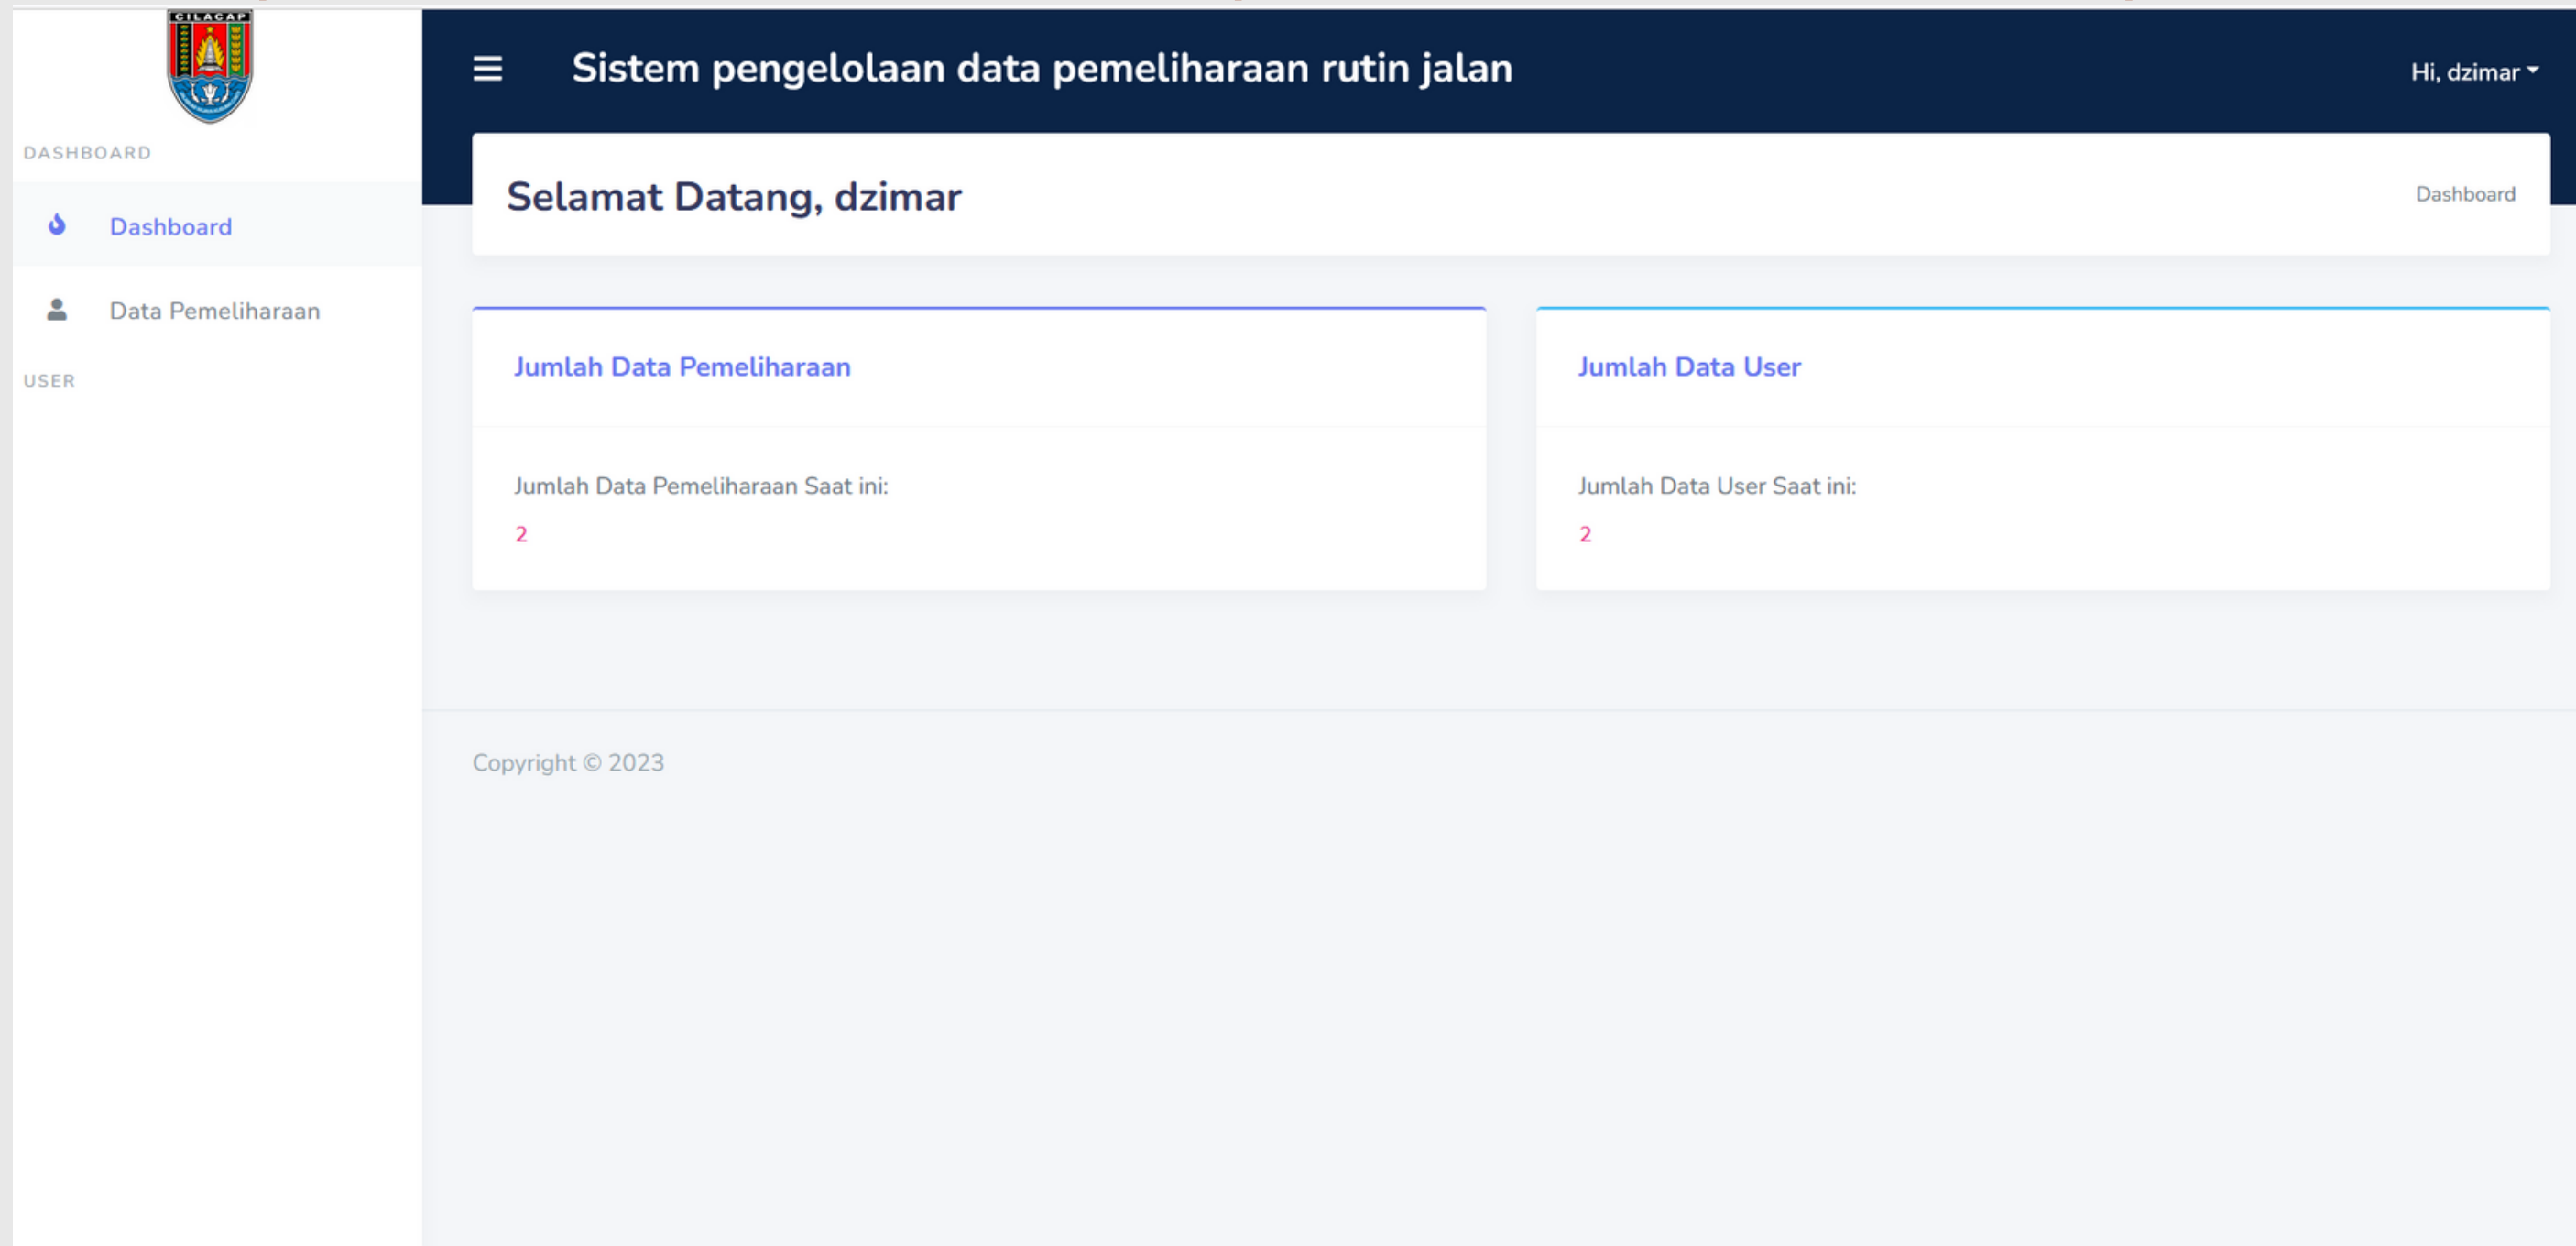 CILACAP
Sistem pengelolaan data pemeliharaan rutin jalan
Hi, dzimar
DASHBOARD
Dashboard
Data Pemeliharaan
USER
Selamat Datang, dzimar
Dashboard
Jumlah Data Pemeliharaan
Jumlah Data Pemeliharaan Saat ini:
2
Jumlah Data User
Jumlah Data User Saat ini:
2
Copyright © 2023